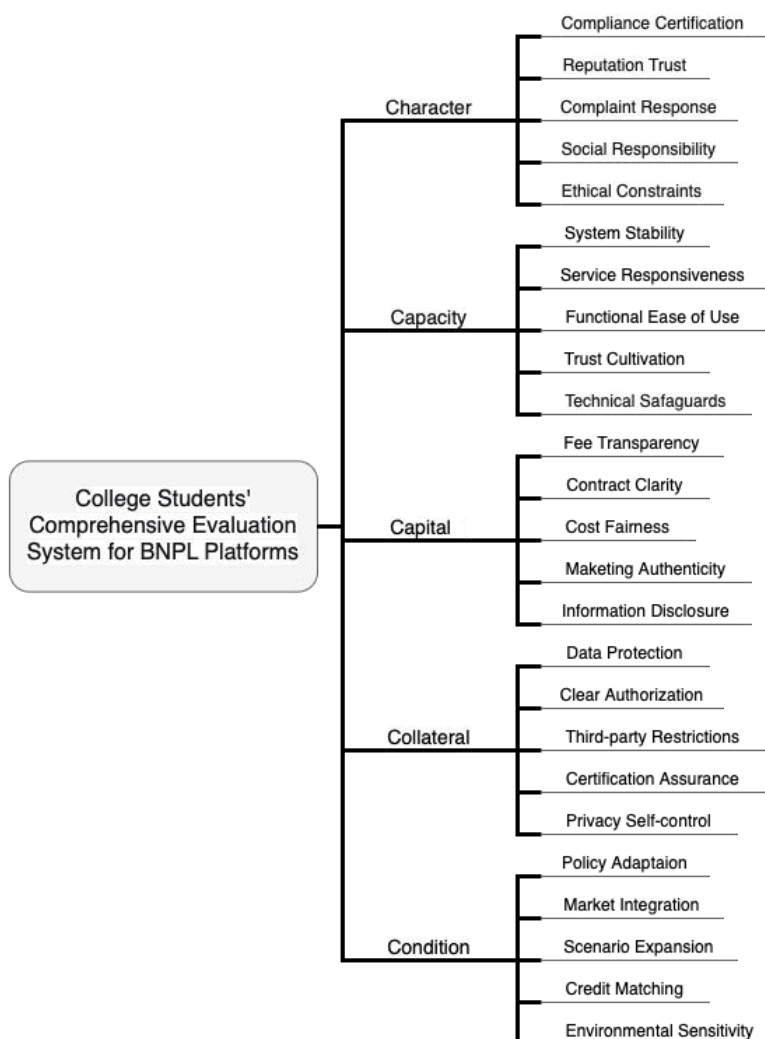 College Students'
Comprehensive Evaluation
System for BNPL Platforms
Character
Compliance Certification
Reputation Trust
Complaint Response
Social Responsibility
Ethical Constraints
Capacity
System Stability
Service Responsiveness
Functional Ease of Use
Trust Cultivation
Technical Safaguards
Capital
Fee Transparency
Contract Clarity
Cost Fairness
Maketing Authenticity
Information Disclosure
Collateral
Data Protection
Clear Authorization
Third-party Restrictions
Certification Assurance
Privacy Self-control
Condition
Policy Adaptaion
Market Integration
Scenario Expansion
Credit Matching
Environmental Sensitivity